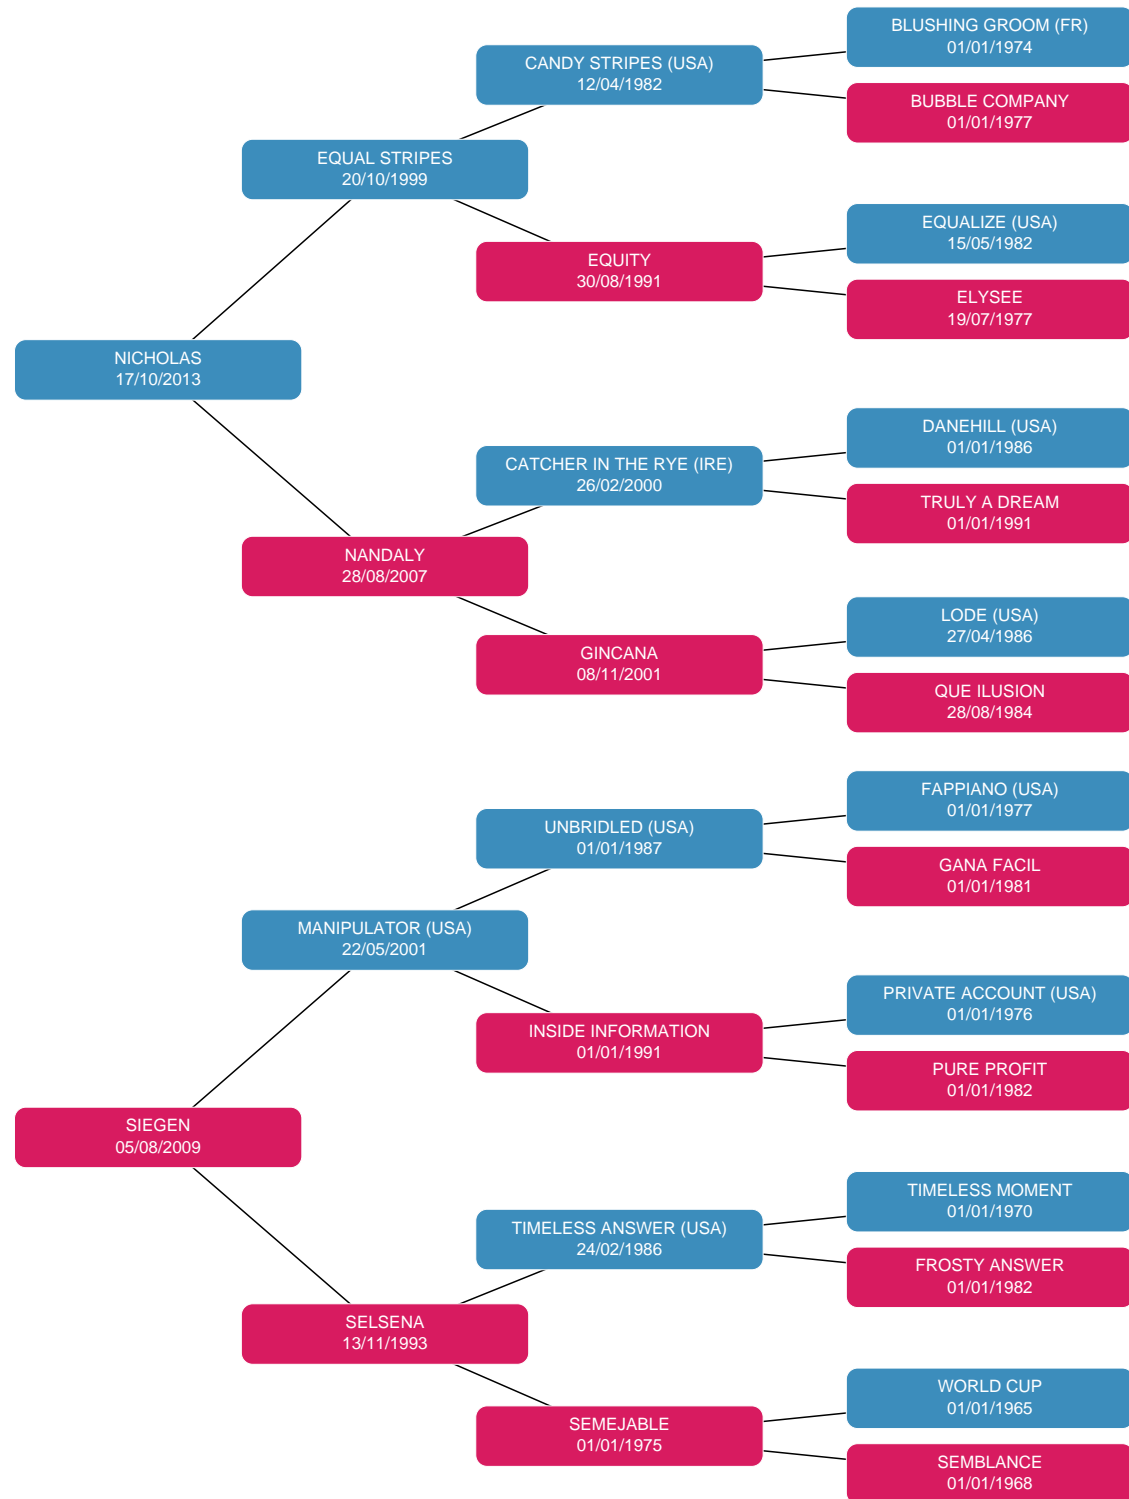 BLUSHING GROOM (FR)
01/01/1974
CANDY STRIPES (USA)
12/04/1982
BUBBLE COMPANY
01/01/1977
EQUAL STRIPES
20/10/1999
EQUALIZE (USA)
15/05/1982
EQUITY
30/08/1991
ELYSEE
19/07/1977
NICHOLAS
17/10/2013
DANEHILL (USA)
01/01/1986
CATCHER IN THE RYE (IRE)
26/02/2000
TRULY A DREAM
01/01/1991
NANDALY
28/08/2007
LODE (USA)
27/04/1986
GINCANA
08/11/2001
QUE ILUSION
28/08/1984
FAPPIANO (USA)
01/01/1977
UNBRIDLED (USA)
01/01/1987
GANA FACIL
01/01/1981
MANIPULATOR (USA)
22/05/2001
PRIVATE ACCOUNT (USA)
01/01/1976
INSIDE INFORMATION
01/01/1991
PURE PROFIT
01/01/1982
SIEGEN
05/08/2009
TIMELESS MOMENT
01/01/1970
TIMELESS ANSWER (USA)
24/02/1986
FROSTY ANSWER
01/01/1982
SELSENA
13/11/1993
WORLD CUP
01/01/1965
SEMEJABLE
01/01/1975
SEMBLANCE
01/01/1968